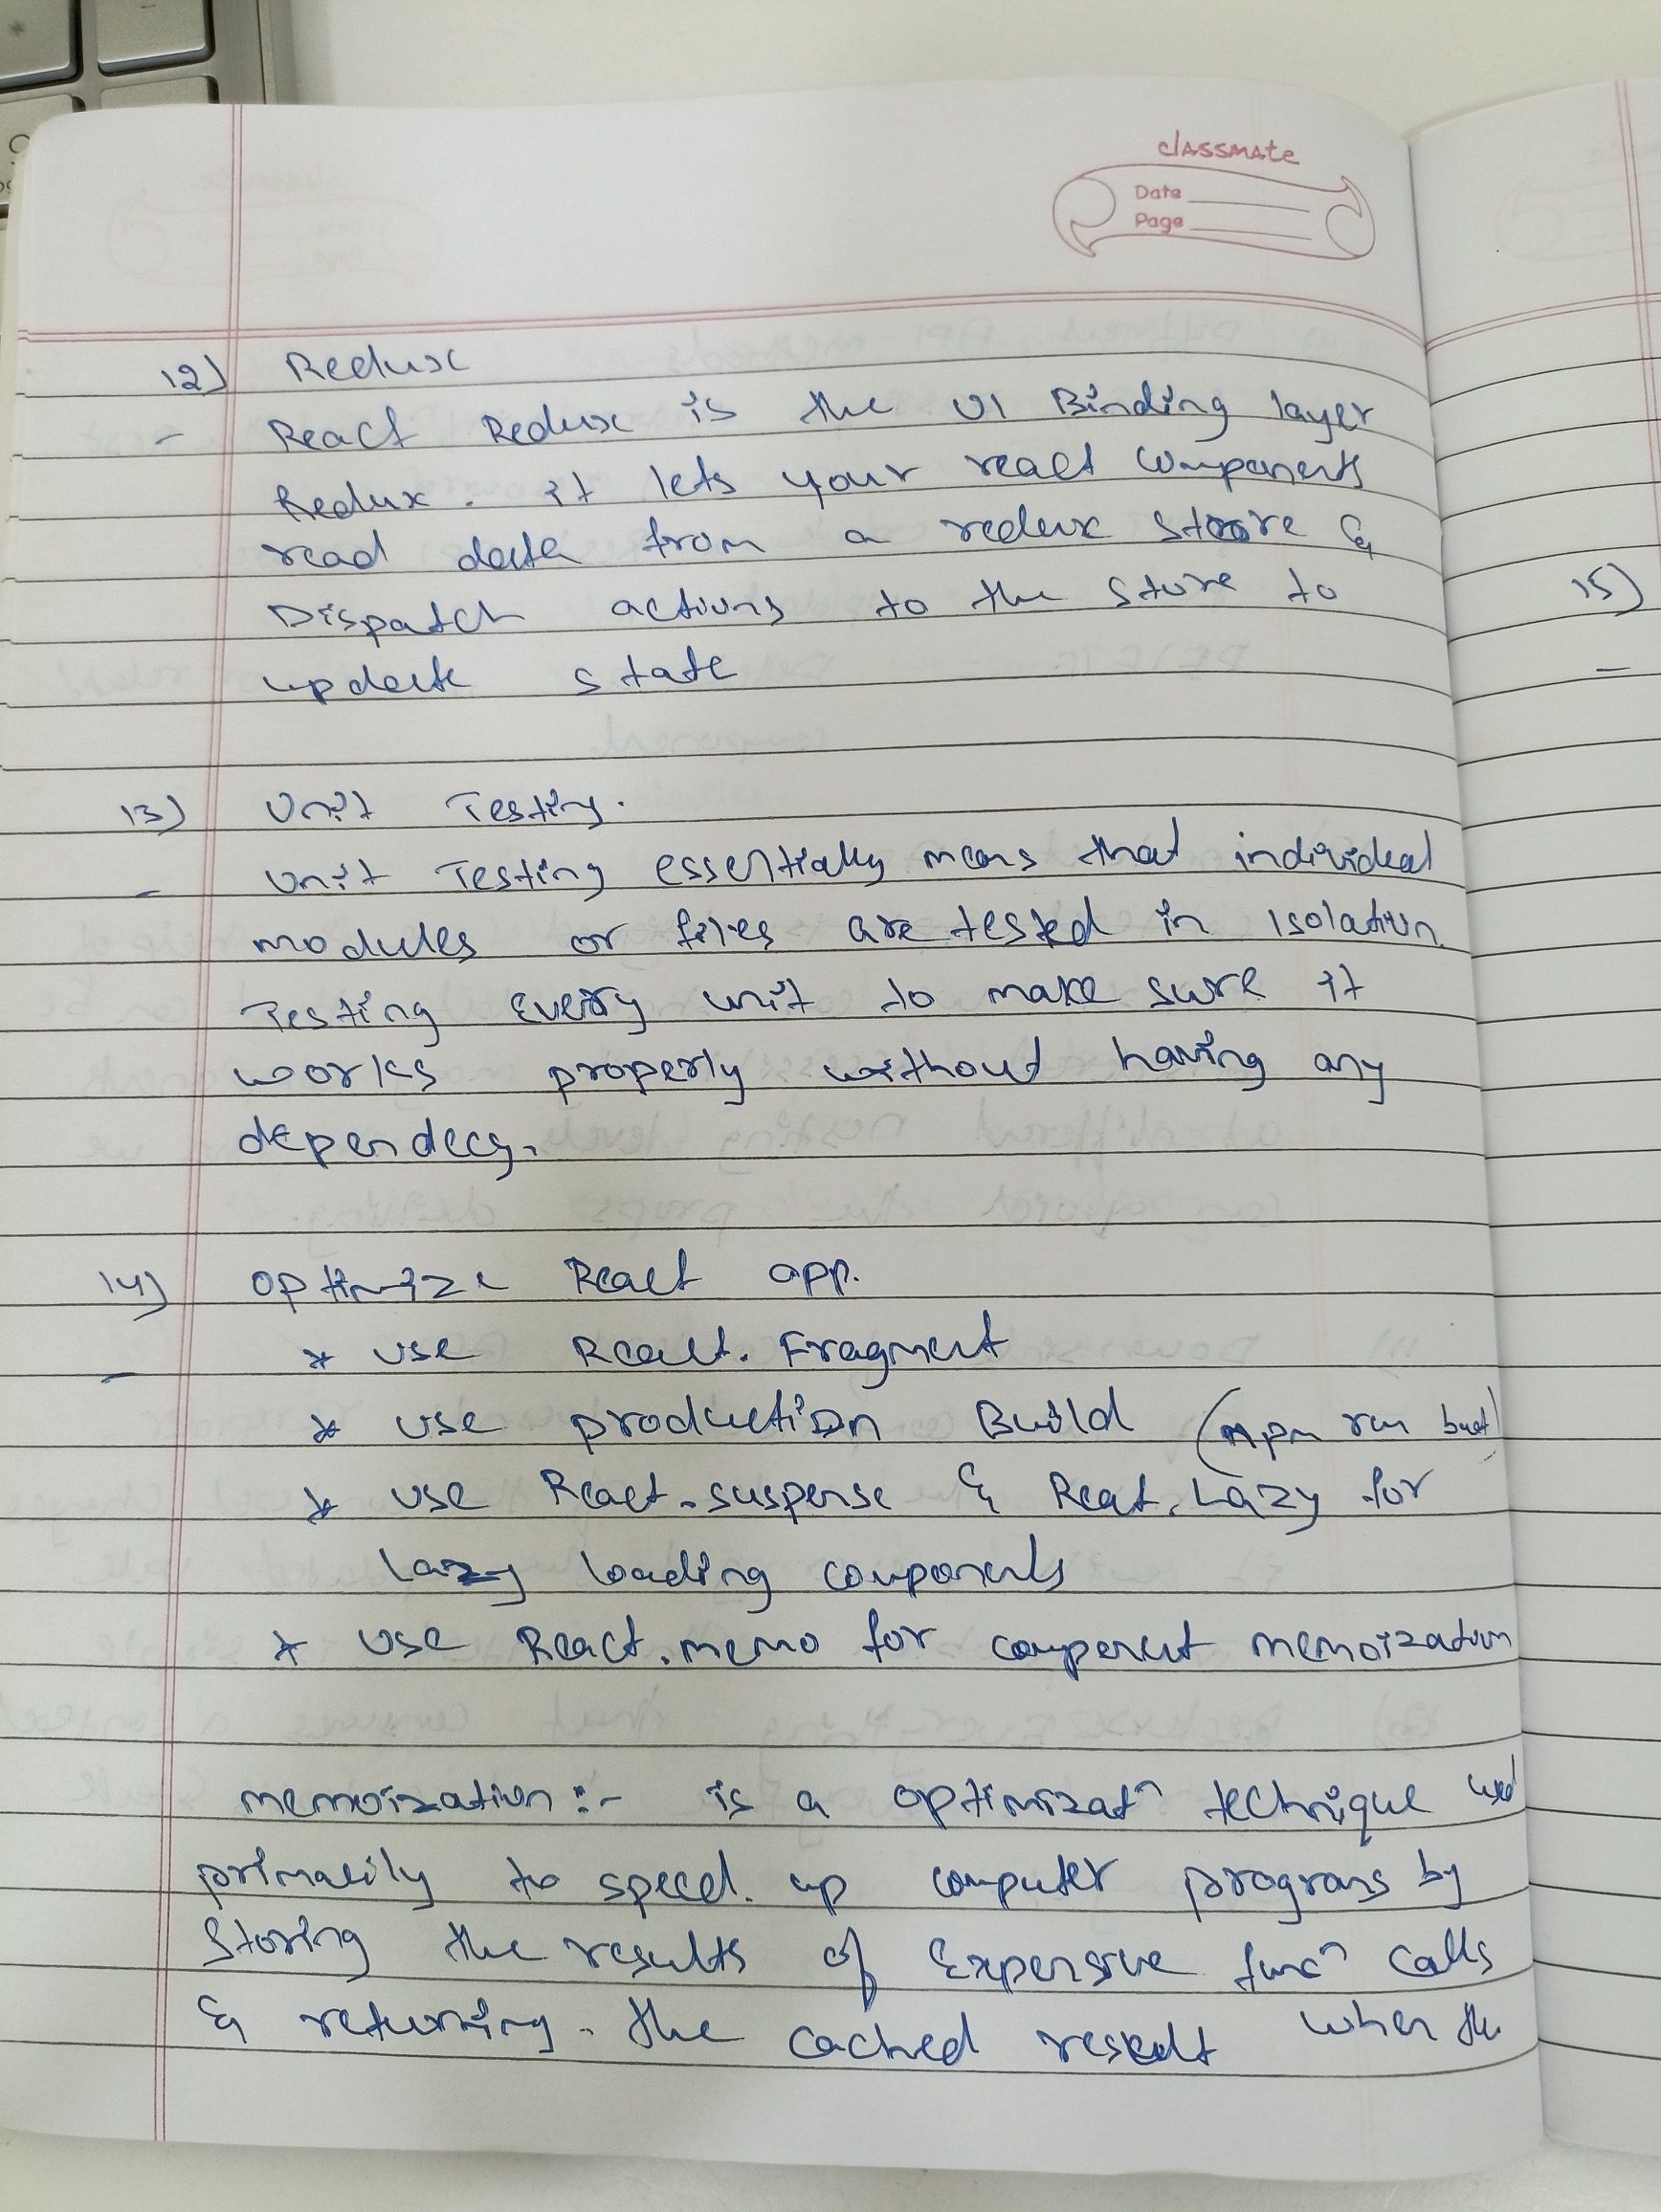 classmate
Date
Page
12) Redux
- React Redux is the UI Binding layer
Redux. it lets your react components
read data from a redux store &
Dispatch actions to the store to
update state
13) Unit Testing.
- Unit Testing essentially means that individual
modules or files are tested in Isolation.
Testing every unit to make sure it
works properly without having any
dependecy.
14) Optimize React app.
- * use React. Fragment
* use production Build (npm run
* use React.suspense & Reat. Lazy for
Lazy loading components
* use React.memo for component memoization
memoization :- is a optimizatⁿ technique used
primarily to speed. up computer programs by
storing the results of Expensive funcⁿ calls
& returning. the cached result when the
15)
-